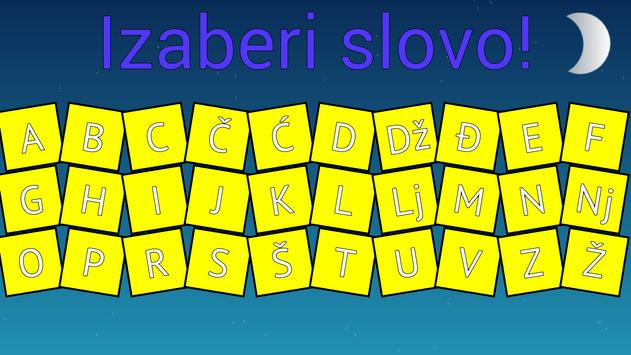 Izaberi slovo!
A B C Č Ć D Dž Đ E F
G H I J K L Lj M N Nj
O P R S Š T U V Z Ž